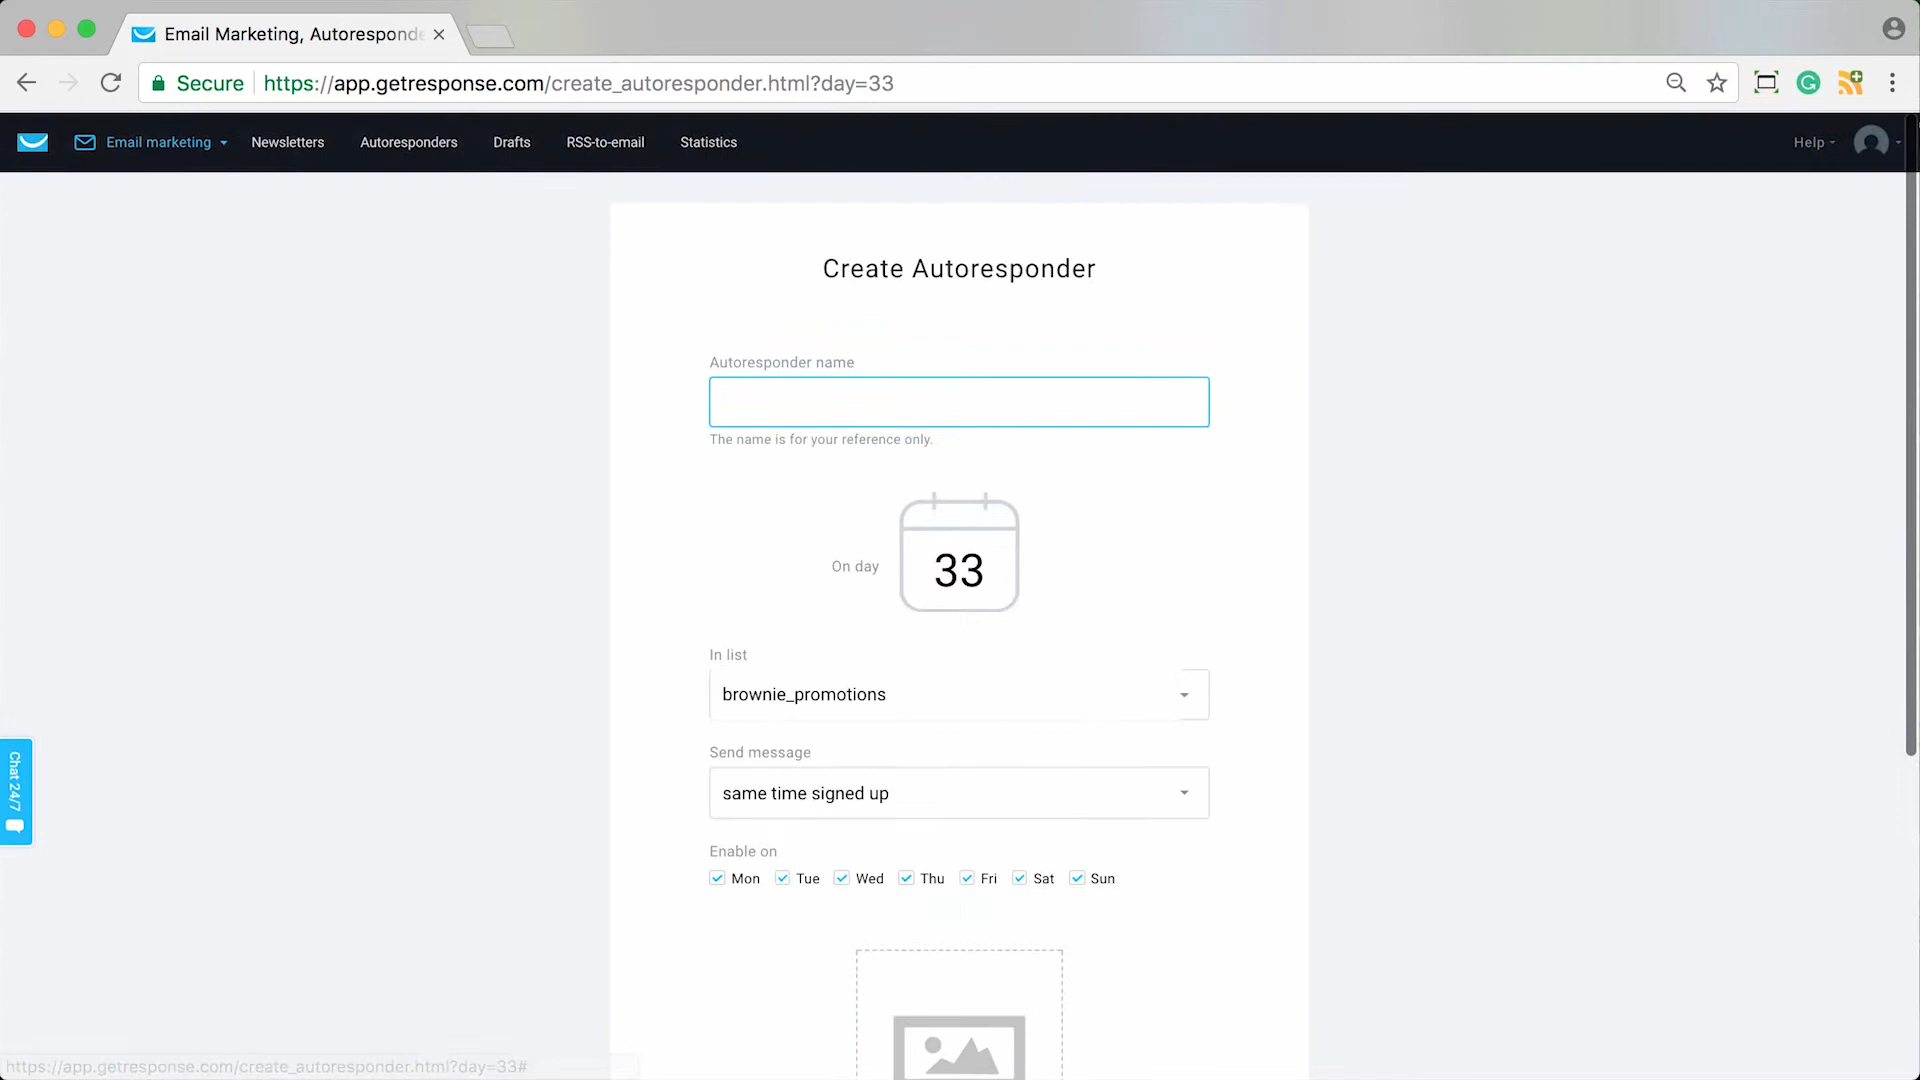 Email Marketing, Autoresponde
Secure
https://app.getresponse.com/create_autoresponder.html?day=33
Email marketing
Newsletters
Autoresponders
Drafts
RSS-to-email
Statistics
Help
Create Autoresponder
Autoresponder name
The name is for your reference only.
On day
33
In list
brownie_promotions
Send message
same time signed up
Enable on
Mon Tue Wed Thu Fri Sat Sun
Chat 24/7
https://app.getresponse.com/create_autoresponder.html?day=33#